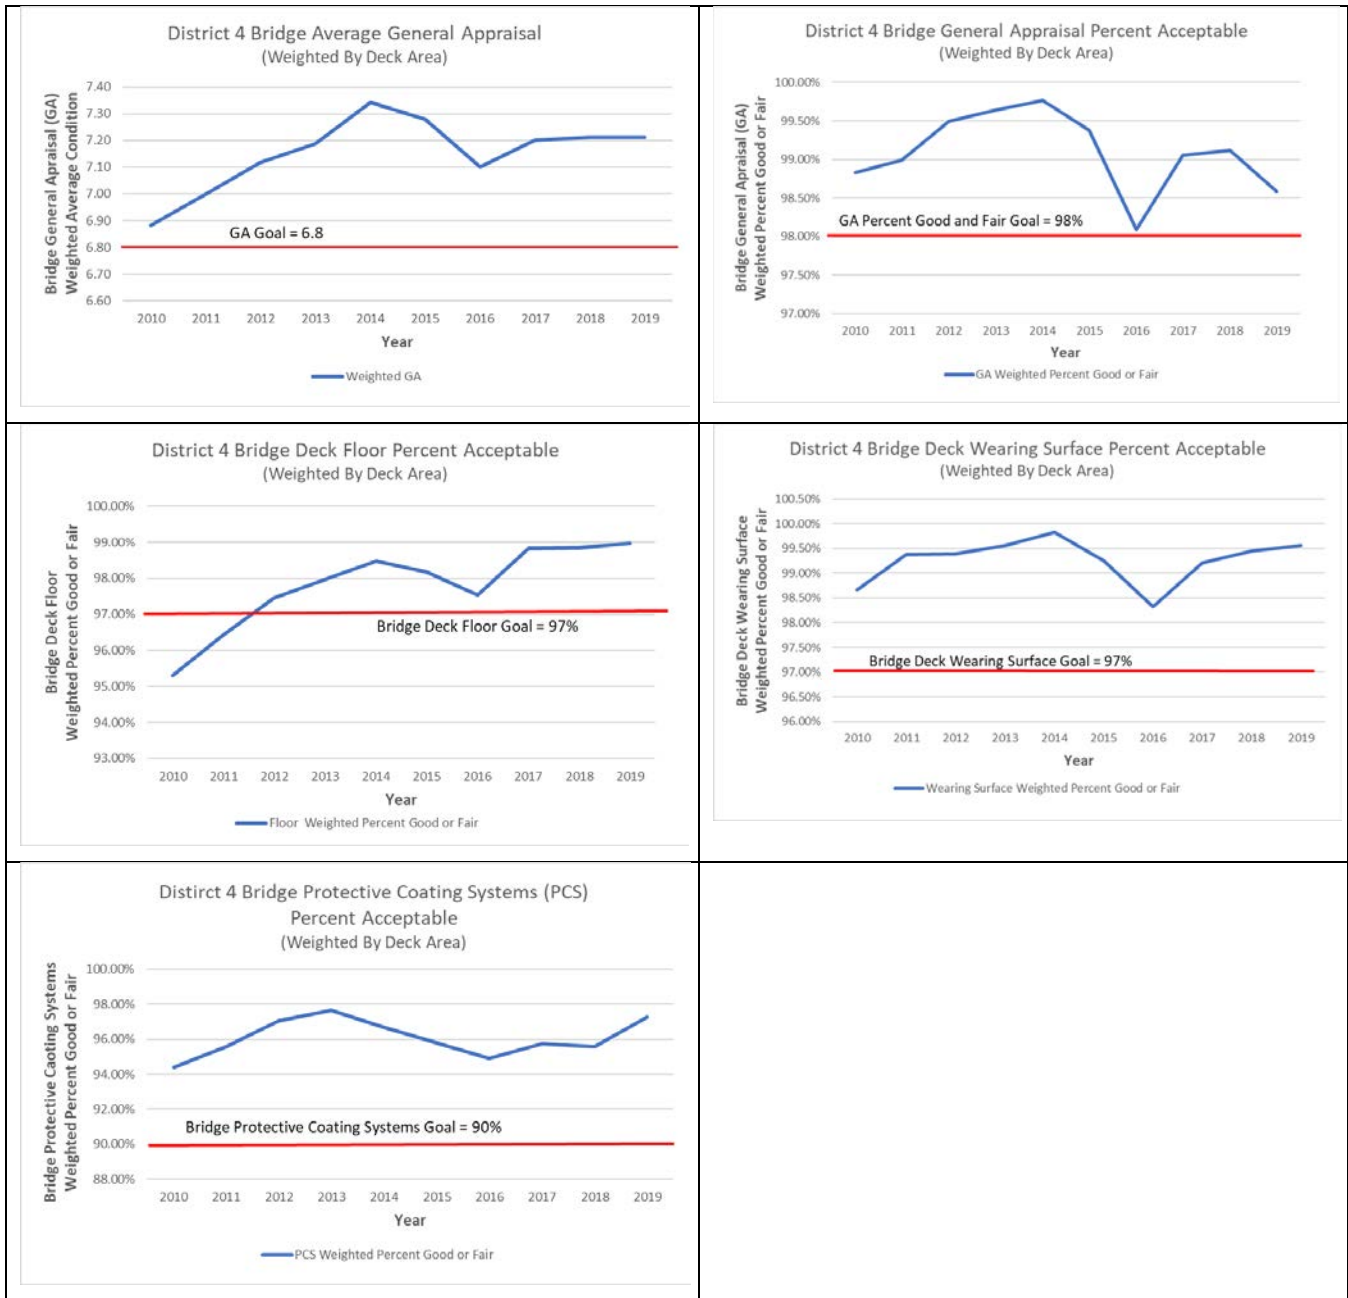 District 4 Bridge Average General Appraisal
(Weighted By Deck Area)
Bridge General Apraisal (GA)
Weighted Average Condition
7.40
7.30
7.20
7.10
7.00
6.90
6.80
6.70
6.60
GA Goal = 6.8
2010 2011 2012 2013 2014 2015 2016 2017 2018 2019
Year
Weighted GA
District 4 Bridge General Appraisal Percent Acceptable
(Weighted By Deck Area)
Bridge General Apraisal (GA)
Weighted Percent Good or Fair
100.00%
99.50%
99.00%
98.50%
98.00%
97.50%
97.00%
GA Percent Good and Fair Goal = 98%
2010 2011 2012 2013 2014 2015 2016 2017 2018 2019
Year
GA Weighted Percent Good or Fair
District 4 Bridge Deck Floor Percent Acceptable
(Weighted By Deck Area)
Bridge Deck Floor
Weighted Percent Good or Fair
100.00%
99.00%
98.00%
97.00%
96.00%
95.00%
94.00%
93.00%
Bridge Deck Floor Goal = 97%
2010 2011 2012 2013 2014 2015 2016 2017 2018 2019
Year
Floor Weighted Percent Good or Fair
District 4 Bridge Deck Wearing Surface Percent Acceptable
(Weighted By Deck Area)
Bridge Deck Wearing Surface
Weighted Percent Good or Fair
100.50%
100.00%
99.50%
99.00%
98.50%
98.00%
97.50%
97.00%
96.50%
96.00%
Bridge Deck Wearing Surface Goal = 97%
2010 2011 2012 2013 2014 2015 2016 2017 2018 2019
Year
Wearing Surface Weighted Percent Good or Fair
Distirct 4 Bridge Protective Coating Systems (PCS)
Percent Acceptable
(Weighted By Deck Area)
Bridge Protective Caoting Systems
Weighted Percent Good or Fair
100.00%
98.00%
96.00%
94.00%
92.00%
90.00%
88.00%
Bridge Protective Coating Systems Goal = 90%
2010 2011 2012 2013 2014 2015 2016 2017 2018 2019
Year
PCS Weighted Percent Good or Fair